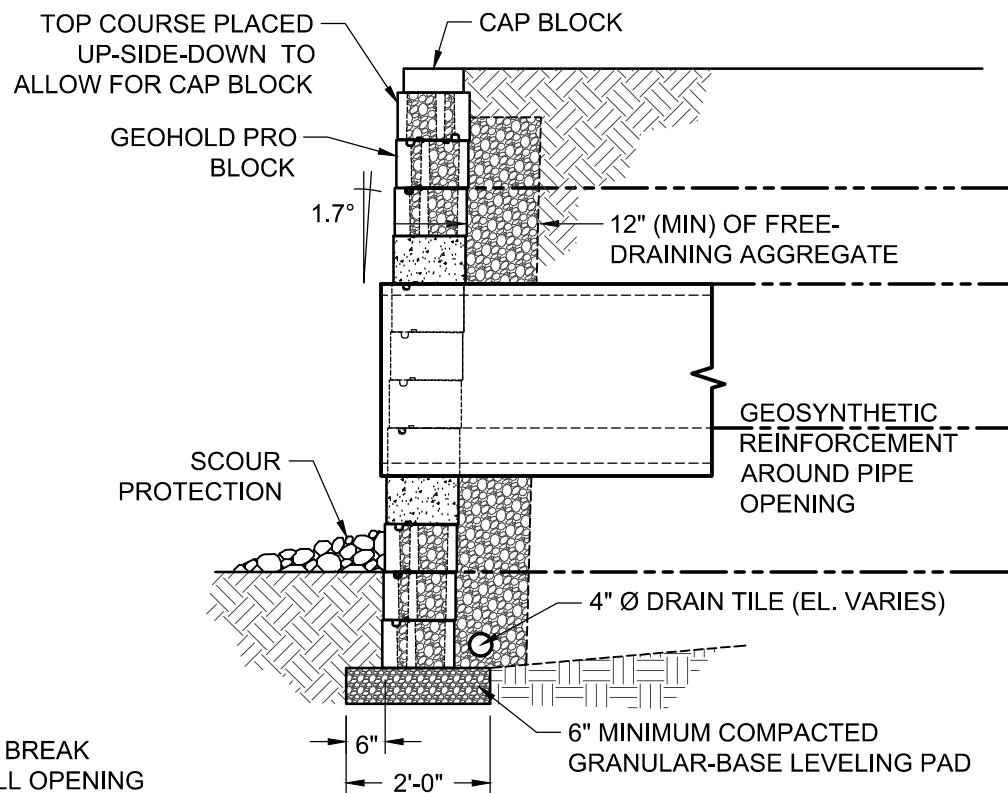 TOP COURSE PLACED
UP-SIDE-DOWN TO
ALLOW FOR CAP BLOCK
CAP BLOCK
GEOHOLD PRO
BLOCK
1.7°
12" (MIN) OF FREE-
DRAINING AGGREGATE
GEOSYNTHETIC
REINFORCEMENT
AROUND PIPE
OPENING
SCOUR
PROTECTION
4" Ø DRAIN TILE (EL. VARIES)
6" MINIMUM COMPACTED
GRANULAR-BASE LEVELING PAD
6"
2'-0"
BREAK
OPENING